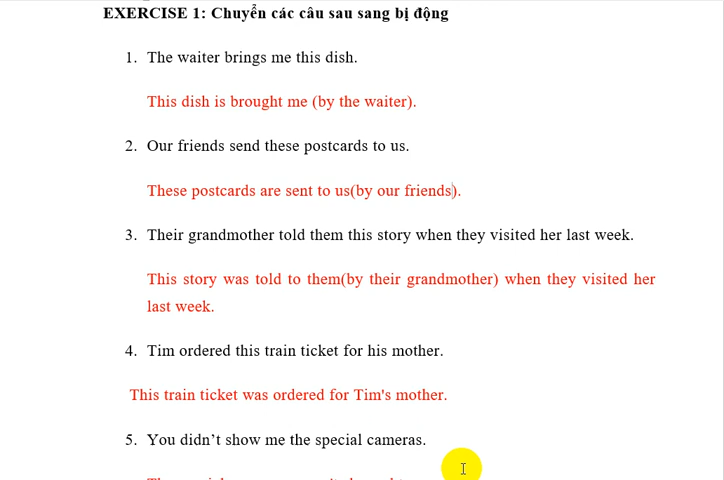 EXERCISE 1: Chuyển các câu sau sang bị động
1. The waiter brings me this dish.
This dish is brought me (by the waiter).
2. Our friends send these postcards to us.
These postcards are sent to us(by our friends).
3. Their grandmother told them this story when they visited her last week.
This story was told to them(by their grandmother) when they visited her
last week.
4. Tim ordered this train ticket for his mother.
This train ticket was ordered for Tim's mother.
5. You didn’t show me the special cameras.